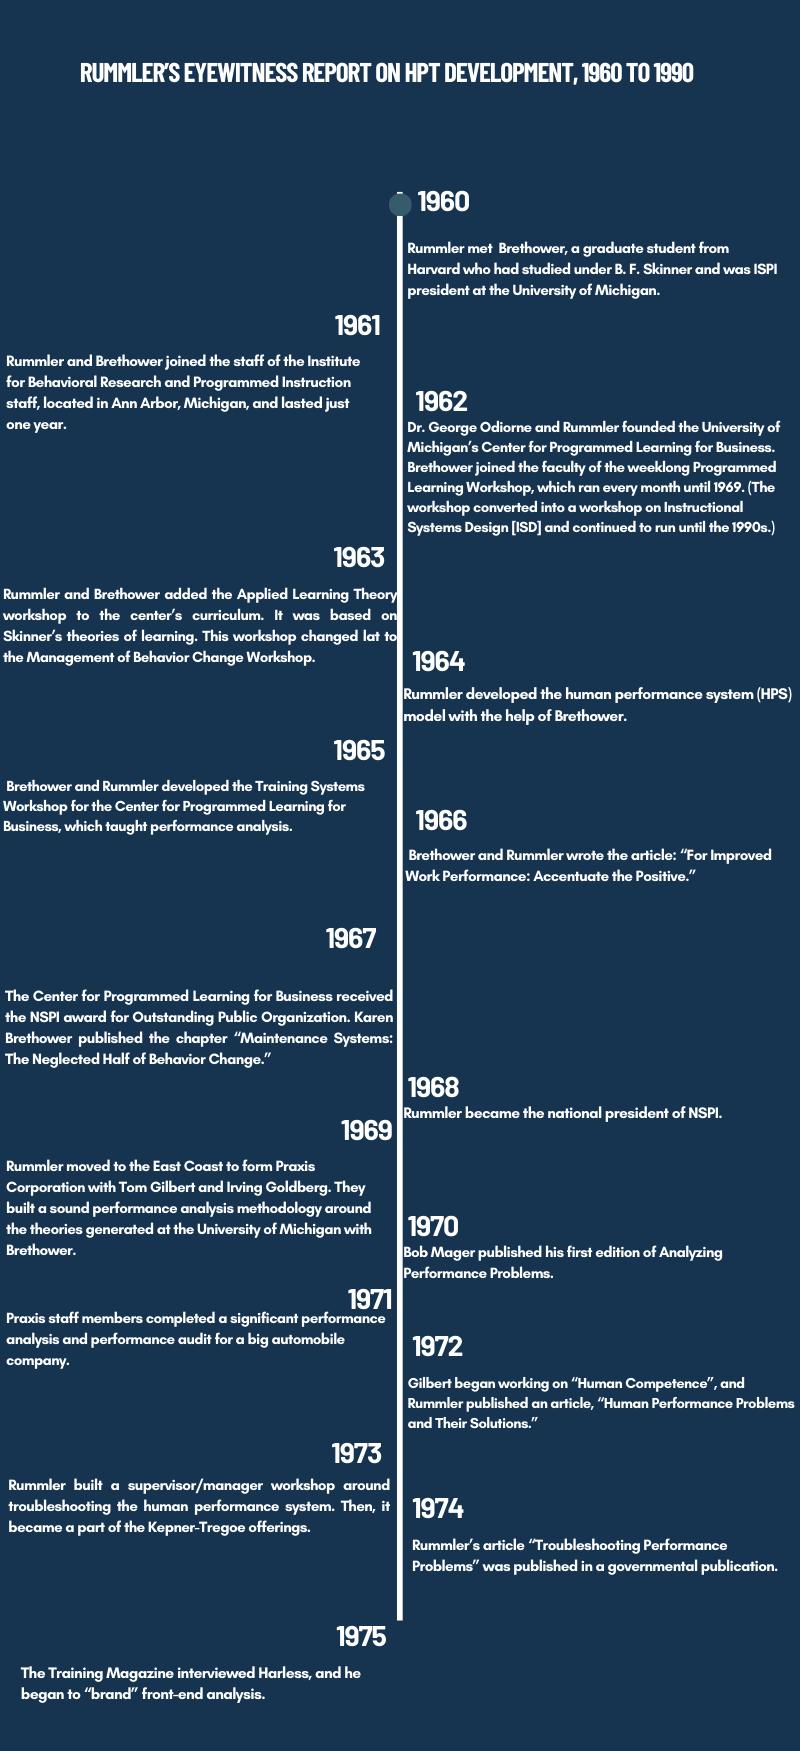 RUMMLER'S EYEWITNESS REPORT ON HPT DEVELOPMENT, 1960 TO 1990
1960
Rummler met  Brethower, a graduate student from
Harvard who had studied under B. F. Skinner and was ISPI
president at the University of Michigan.
1961
Rummler and Brethower joined the staff of the Institute
for Behavioral Research and Programmed Instruction
staff, located in Ann Arbor, Michigan, and lasted just
one year.
1962
Dr. George Odiorne and Rummler founded the University of
Michigan's Center for Programmed Learning for Business.
Brethower joined the faculty of the weeklong Programmed
Learning Workshop, which ran every month until 1969. (The
workshop converted into a workshop on Instructional
Systems Design [ISD] and continued to run until the 1990s.)
1963
Rummler and Brethower added the Applied Learning Theory
workshop to the center's curriculum. It was based on
Skinner's theories of learning. This workshop changed lat to
the Management of Behavior Change Workshop.
1964
Rummler developed the human performance system (HPS)
model with the help of Brethower.
1965
Brethower and Rummler developed the Training Systems
Workshop for the Center for Programmed Learning for
Business, which taught performance analysis.
1966
Brethower and Rummler wrote the article: “For Improved
Work Performance: Accentuate the Positive.”
1967
The Center for Programmed Learning for Business received
the NSPI award for Outstanding Public Organization. Karen
Brethower published the chapter “Maintenance Systems:
The Neglected Half of Behavior Change.”
1968
Rummler became the national president of NSPI.
1969
Rummler moved to the East Coast to form Praxis
Corporation with Tom Gilbert and Irving Goldberg. They
built a sound performance analysis methodology around
the theories generated at the University of Michigan with
Brethower.
1970
Bob Mager published his first edition of Analyzing
Performance Problems.
1971
Praxis staff members completed a significant performance
analysis and performance audit for a big automobile
company.
1972
Gilbert began working on “Human Competence”, and
Rummler published an article, “Human Performance Problems
and Their Solutions.”
1973
Rummler built a supervisor/manager workshop around
troubleshooting the human performance system. Then, it
became a part of the Kepner-Tregoe offerings.
1974
Rummler's article “Troubleshooting Performance
Problems” was published in a governmental publication.
1975
The Training Magazine interviewed Harless, and he
began to “brand” front-end analysis.